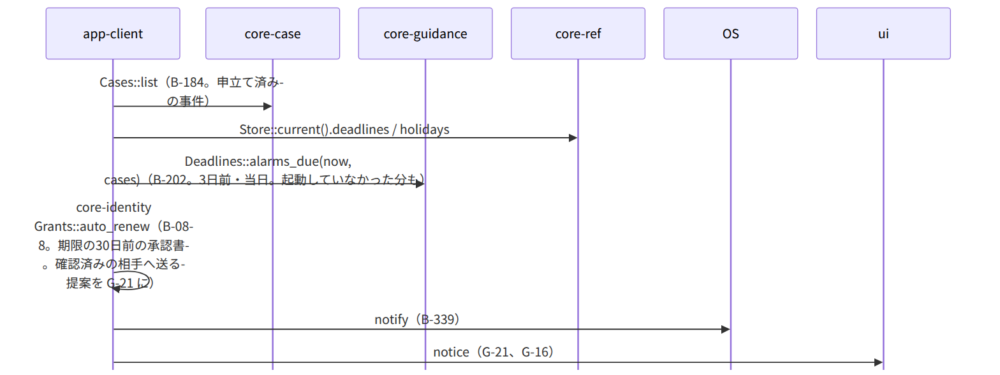 app-client
core-case
core-guidance
core-ref
OS
ui
Cases::list（B-184。申立て済み-
の事件）
Store::current().deadlines / holidays
Deadlines::alarms_due(now,
cases)（B-202。3日前・当日。起動していなかった分も）
core-identity
Grants::auto_renew（B-08-
8。期限の30日前の承認書-
。確認済みの相手へ送る-
提案を G-21 に）
notify（B-339）
notice（G-21、G-16）